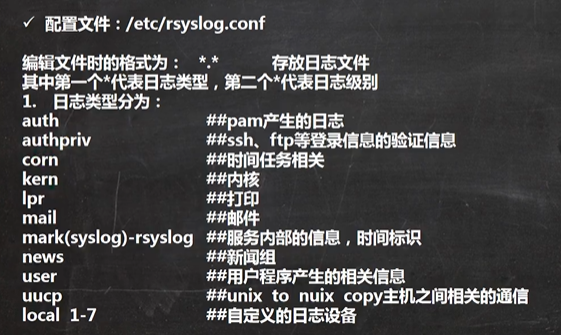 ✓ 配置文件：/etc/rsyslog.conf
编辑文件时的格式为： *.* 存放日志文件
其中第一个*代表日志类型，第二个*代表日志级别
1. 日志类型分为：
auth ##pam产生的日志
authpriv ##ssh、ftp等登录信息的验证信息
corn ##时间任务相关
kern ##内核
lpr ##打印
mail ##邮件
mark(syslog)-rsyslog ##服务内部的信息，时间标识
news ##新闻组
user ##用户程序产生的相关信息
uucp ##unix to nuix copy主机之间相关的通信
local 1-7 ##自定义的日志设备